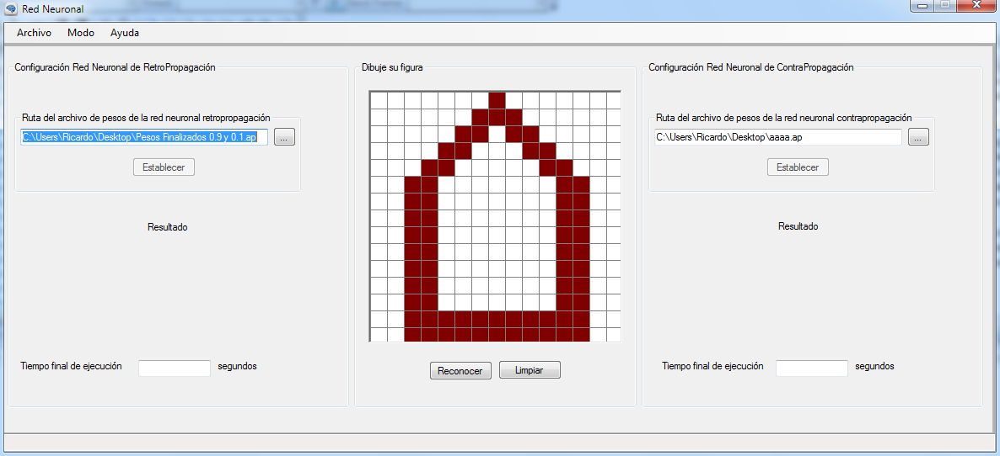 Red Neuronal
Archivo Modo Ayuda
Configuración Red Neuronal de RetroPropagación
Ruta del archivo de pesos de la red neuronal retropropagación
C:\Users\Ricardo\Desktop\Pesos Finalizados 0.9 y 0.1.ap
...
Establecer
Resultado
Tiempo final de ejecución segundos
Dibuje su figura
Reconocer Limpiar
Configuración Red Neuronal de ContraPropagación
Ruta del archivo de pesos de la red neuronal contrapropagación
C:\Users\Ricardo\Desktop\aaaa.ap
...
Establecer
Resultado
Tiempo final de ejecución segundos